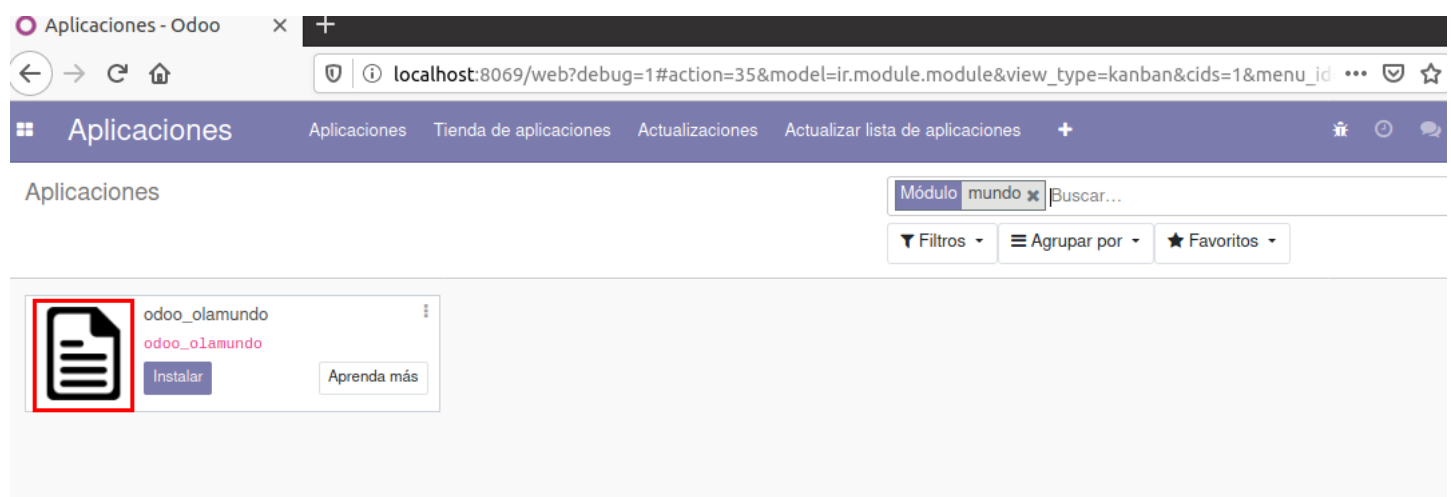 Aplicaciones - Odoo
localhost:8069/web?debug=1#action=35&model=ir.module.module&view_type=kanban&cids=1&menu_id
Aplicaciones Aplicaciones Tienda de aplicaciones Actualizaciones Actualizar lista de aplicaciones
Aplicaciones
Módulo mundo Buscar...
Filtros Agrupar por Favoritos
odoo_olamundo
odoo_olamundo
Instalar Aprenda más